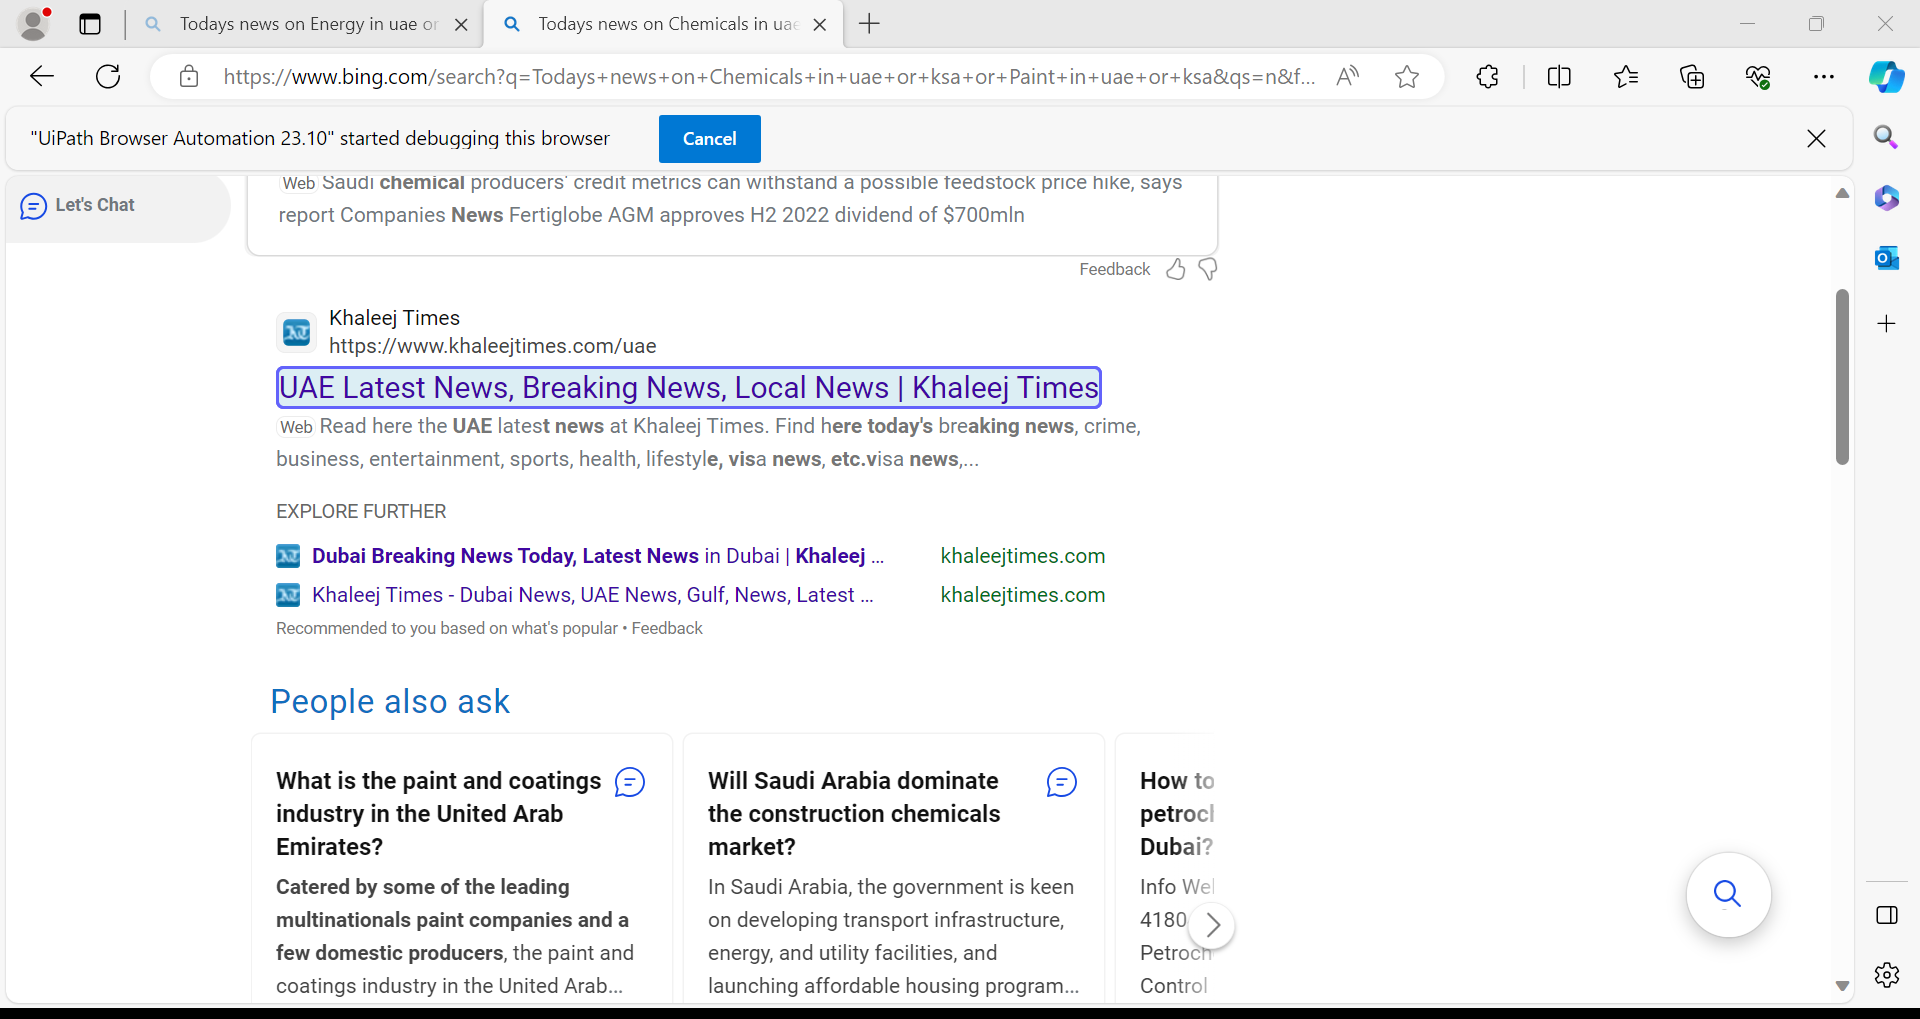 Todays news on Energy in uae or
Todays news on Chemicals in uae
https://www.bing.com/search?q=Todays+news+on+Chemicals+in+uae+or+ksa+or+Paint+in+uae+or+ksa&qs=n&f...
"UiPath Browser Automation 23.10" started debugging this browser
Cancel
Let's Chat
Web Saudi chemical producers' credit metrics can withstand a possible feedstock price hike, says
report Companies News Fertiglobe AGM approves H2 2022 dividend of $700mln
Feedback
Khaleej Times
https://www.khaleejtimes.com/uae
UAE Latest News, Breaking News, Local News | Khaleej Times
Web Read here the UAE latest news at Khaleej Times. Find here today's breaking news, crime,
business, entertainment, sports, health, lifestyle, visa news, etc.visa news,...
EXPLORE FURTHER
Dubai Breaking News Today, Latest News in Dubai | Khaleej ...
khaleejtimes.com
Khaleej Times - Dubai News, UAE News, Gulf, News, Latest ...
khaleejtimes.com
Recommended to you based on what's popular • Feedback
People also ask
What is the paint and coatings
industry in the United Arab
Emirates?
Catered by some of the leading
multinationals paint companies and a
few domestic producers, the paint and
coatings industry in the United Arab...
Will Saudi Arabia dominate
the construction chemicals
market?
In Saudi Arabia, the government is keen
on developing transport infrastructure,
energy, and utility facilities, and
launching affordable housing program...
How to
petroch
Dubai?
Info Wel
4180
Petroch
Control